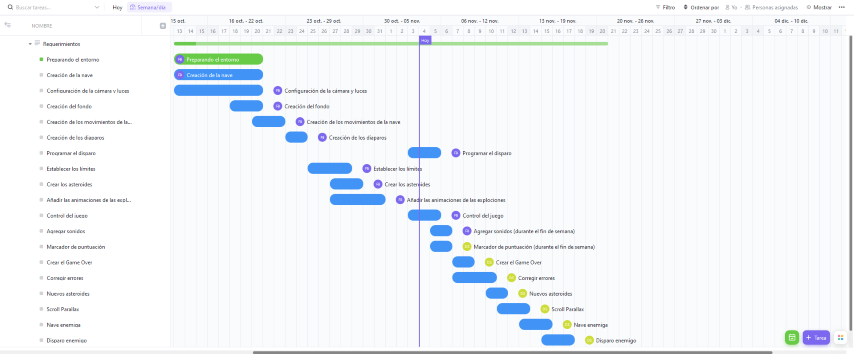 Buscar tareas... Hoy Semana/día Filtro Ordenar por Yo Personas asignadas Mostrar
NOMBRE
15 oct. 16 oct. - 22 oct. 23 oct. - 29 oct. 30 oct. - 05 nov. 06 nov. - 12 nov. 13 nov. - 19 nov. 20 nov. - 26 nov. 27 nov. - 03 dic. 04 dic. - 10 dic.
13 14 15 16 17 18 19 20 21 22 23 24 25 26 27 28 29 30 31 1 2 3 4 5 6 7 8 9 10 11 12 13 14 15 16 17 18 19 20 21 22 23 24 25 26 27 28 29 30 1 2 3 4 5 6 7 8 9 10 11
Requerimientos Hoy
Preparando el entorno Preparando el entorno
Creación de la nave Creación de la nave
Configuración de la cámara y luces Configuración de la cámara y luces
Creación del fondo Creación del fondo
Creación de los movimientos de la... Creación de los movimientos de la nave
Creación de los disparos Creación de los disparos
Programar el disparo Programar el disparo
Establecer los límites Establecer los límites
Crear los asteroides Crear los asteroides
Añadir las animaciones de las expl... Añadir las animaciones de las explociones
Control del juego Control del juego
Agregar sonidos Agregar sonidos (durante el fin de semana)
Marcador de puntuación Marcador de puntuación (durante el fin de semana)
Crear el Game Over Crear el Game Over
Corregir errores Corregir errores
Nuevos asteroides Nuevos asteroides
Scroll Parallax Scroll Parallax
Nave enemiga Nave enemiga
Disparo enemigo Disparo enemigo
+ Tarea